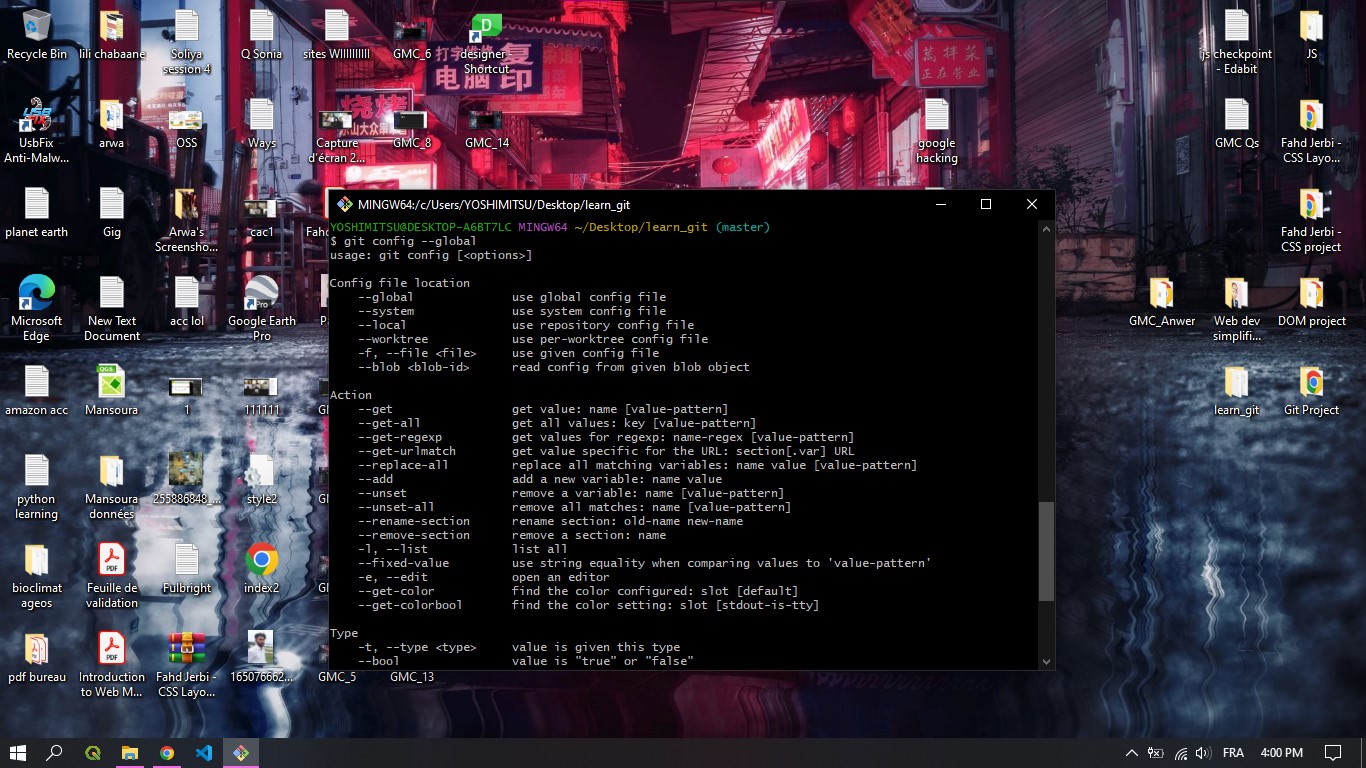 Recycle Bin
lili chabaane
Soliya session 4
Q Sonia
sites WIIIIIIIIII
GMC_6
designer - Shortcut
js checkpoint - Edabit
JS
UsbFix Anti-Malw...
arwa
OSS
Ways
Capture d'écran 2...
GMC_8
GMC_14
google hacking
GMC Qs
Fahd Jerbi - CSS Layo...
planet earth
Gig
Arwa's Screensho...
cac1
Fahd Jerbi - CSS project
Microsoft Edge
New Text Document
acc lol
Google Earth Pro
GMC_Anwer
Web dev simplifi...
DOM project
amazon acc
Mansoura
1
111111
learn_git
Git Project
python learning
Mansoura données
255886848_...
style2
bioclimat ageos
Feuille de validation
Fulbright
index2
pdf bureau
Introduction to Web M...
Fahd Jerbi - CSS Layo...
165076662...
GMC_5
GMC_13
打字
电脑
复印
烧烤
萬拌菜
正在营业
MINGW64:/c/Users/YOSHIMITSU/Desktop/learn_git
YOSHIMITSU@DESKTOP-A6BT7LC MINGW64 ~/Desktop/learn_git (master)
$ git config --global
usage: git config [<options>]
Config file location
--global use global config file
--system use system config file
--local use repository config file
--worktree use per-worktree config file
-f, --file <file> use given config file
--blob <blob-id> read config from given blob object
Action
--get get value: name [value-pattern]
--get-all get all values: key [value-pattern]
--get-regexp get values for regexp: name-regex [value-pattern]
--get-urlmatch get value specific for the URL: section[.var] URL
--replace-all replace all matching variables: name value [value-pattern]
--add add a new variable: name value
--unset remove a variable: name [value-pattern]
--unset-all remove all matches: name [value-pattern]
--rename-section rename section: old-name new-name
--remove-section remove a section: name
-l, --list list all
--fixed-value use string equality when comparing values to 'value-pattern'
-e, --edit open an editor
--get-color find the color configured: slot [default]
--get-colorbool find the color setting: slot [stdout-is-tty]
Type
-t, --type <type> value is given this type
--bool value is "true" or "false"
FRA
4:00 PM